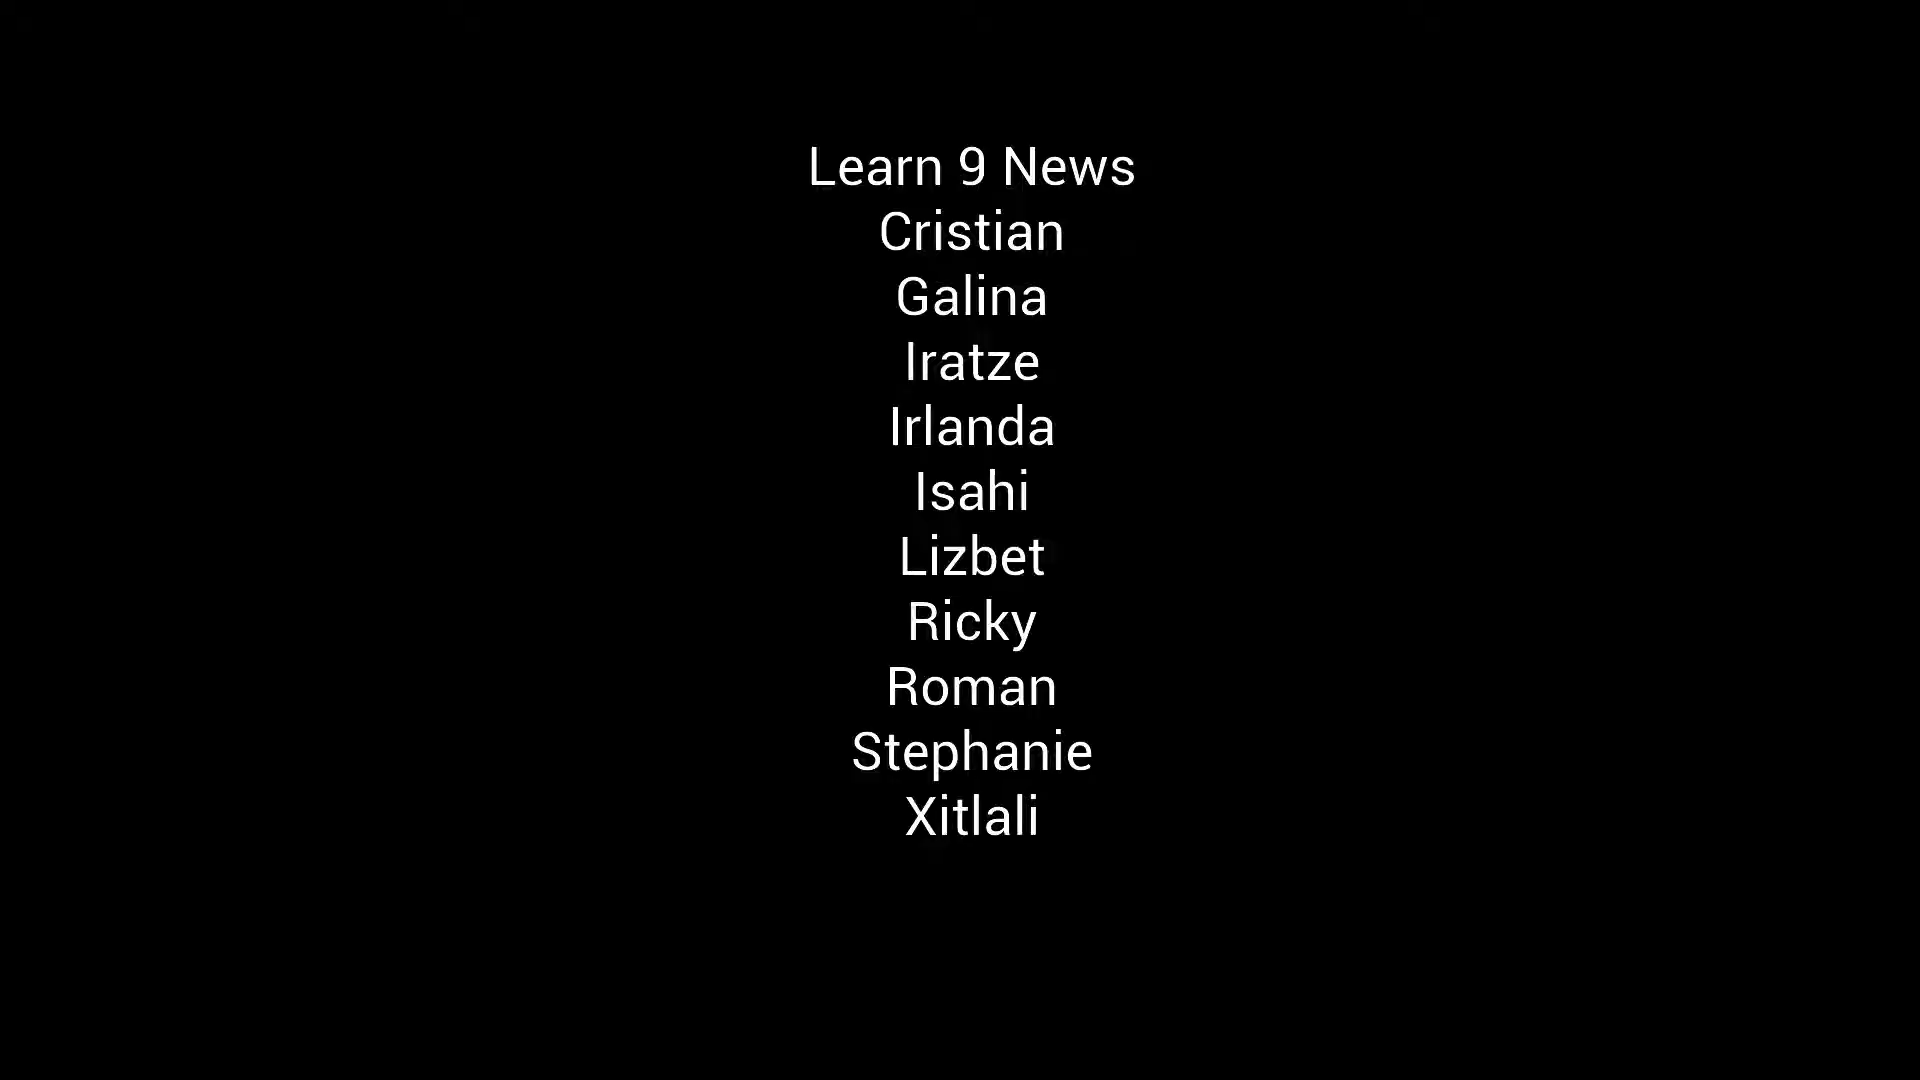 Learn 9 News
Cristian
Galina
Iratze
Irlanda
Isahi
Lizbet
Ricky
Roman
Stephanie
Xitlali